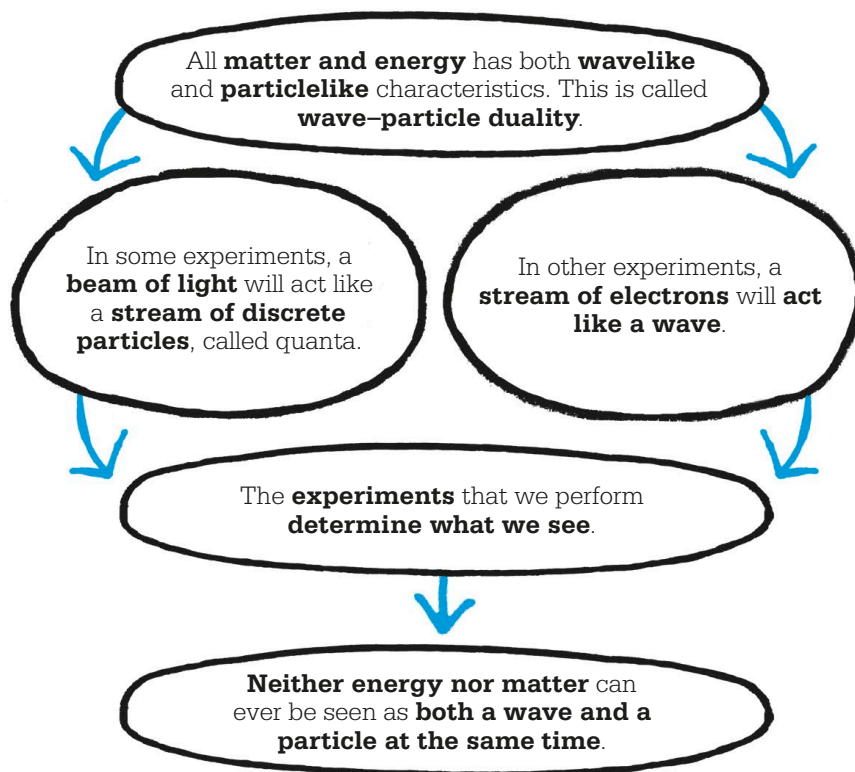 All matter and energy has both wavelike
and particlelike characteristics. This is called
wave–particle duality.
In some experiments, a
beam of light will act like
a stream of discrete
particles, called quanta.
In other experiments, a
stream of electrons will act
like a wave.
The experiments that we perform
determine what we see.
Neither energy nor matter can
ever be seen as both a wave and a
particle at the same time.